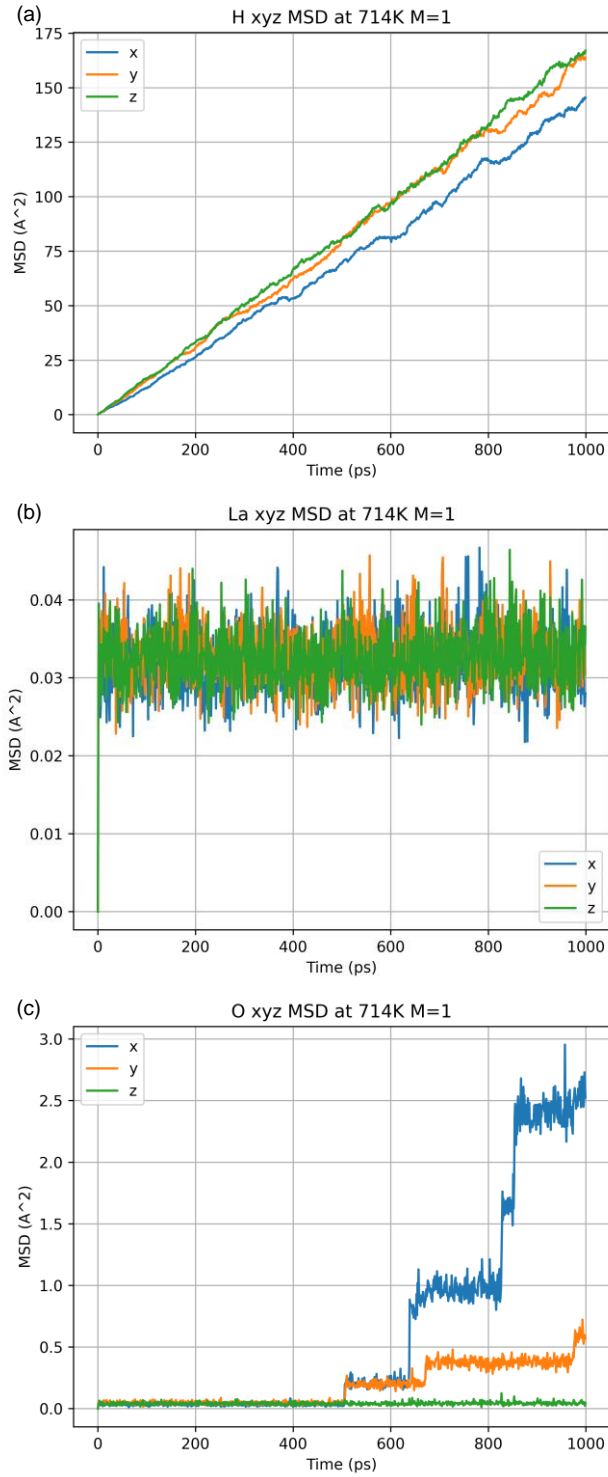 (a)
H xyz MSD at 714K M=1
175
150
125
100
75
50
25
0
MSD (A^2)
x
y
z
0 200 400 600 800 1000
Time (ps)
(b)
La xyz MSD at 714K M=1
0.04
0.03
0.02
0.01
0.00
MSD (A^2)
x
y
z
0 200 400 600 800 1000
Time (ps)
(c)
O xyz MSD at 714K M=1
3.0
2.5
2.0
1.5
1.0
0.5
0.0
MSD (A^2)
x
y
z
0 200 400 600 800 1000
Time (ps)